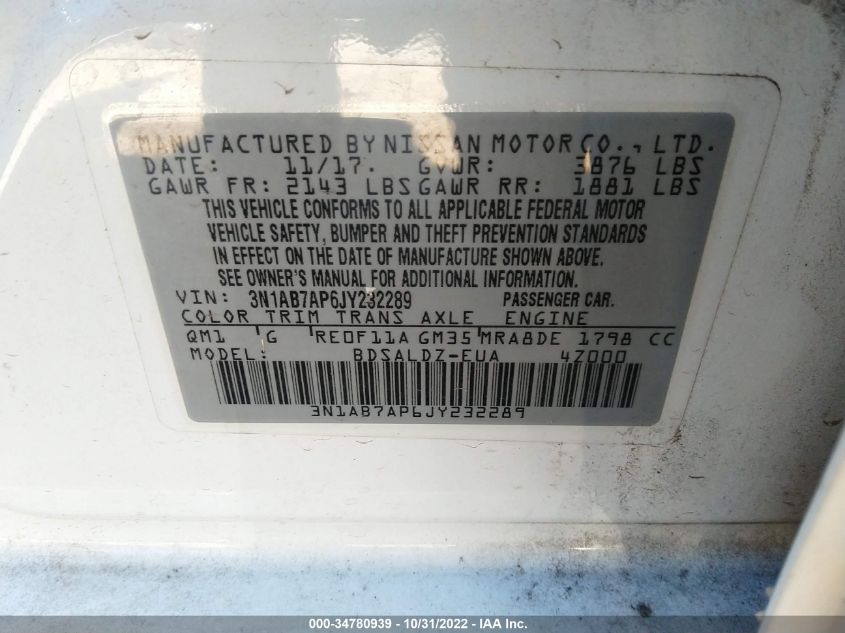 MANUFACTURED BY NISSAN MOTOR CO., LTD.
DATE: 11/17. GVWR: 3876 LBS
GAWR FR: 2143 LBS GAWR RR: 1881 LBS
THIS VEHICLE CONFORMS TO ALL APPLICABLE FEDERAL MOTOR
VEHICLE SAFETY, BUMPER AND THEFT PREVENTION STANDARDS
IN EFFECT ON THE DATE OF MANUFACTURE SHOWN ABOVE.
SEE OWNER'S MANUAL FOR ADDITIONAL INFORMATION.
VIN: 3N1AB7AP6JY232289 PASSENGER CAR.
COLOR TRIM TRANS AXLE ENGINE
QM1 G RE0F11A GM35 MRA8DE 1798 CC
MODEL: BDSALDZ-EUA 4Z000
3N1AB7AP6JY232289
000-34780939 - 10/31/2022 - IAA Inc.